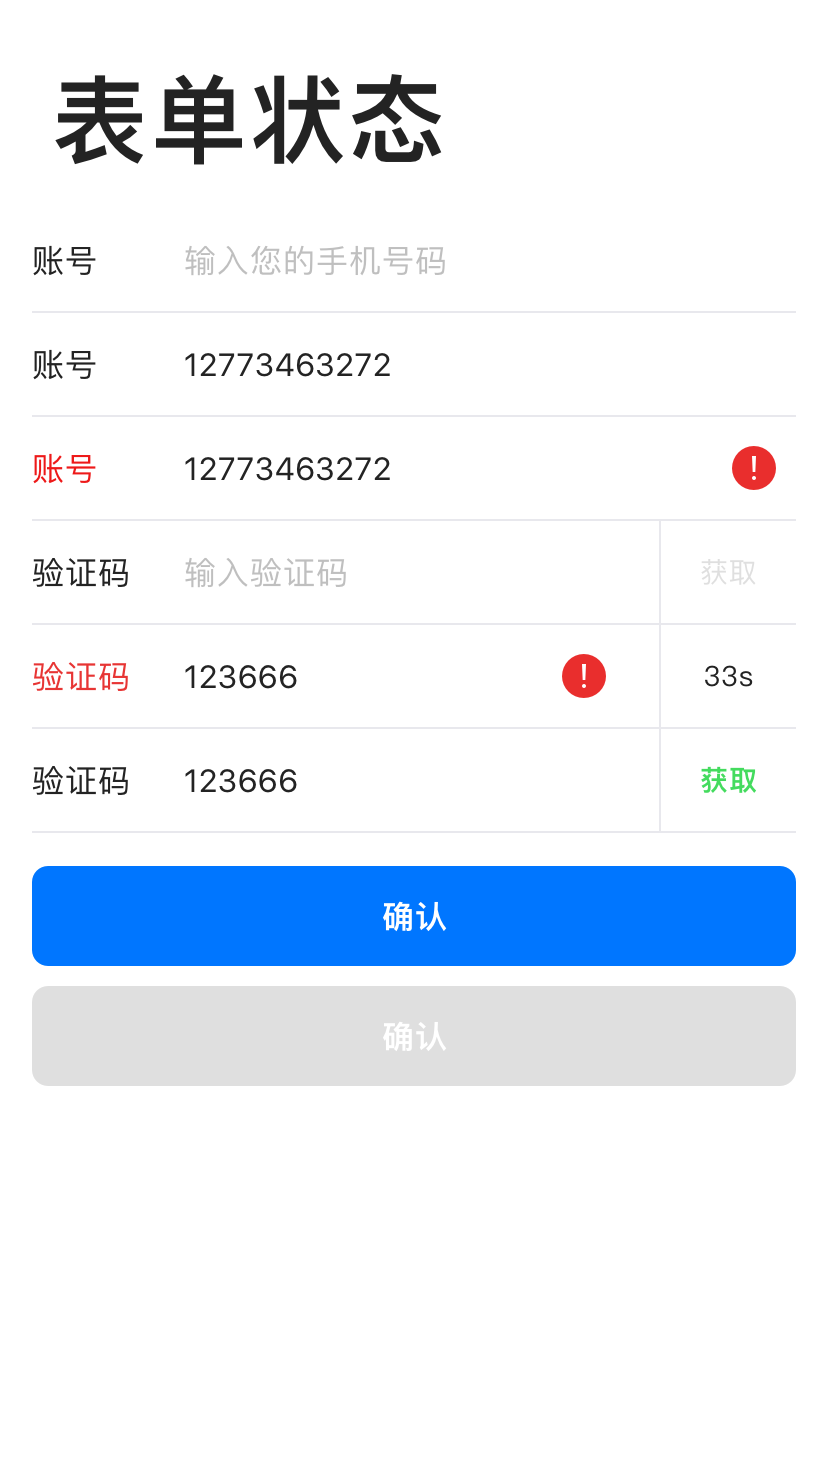 表单状态
账号 输入您的手机号码
账号 12773463272
账号 12773463272 !
验证码 输入验证码 获取
验证码 123666 ! 33s
验证码 123666 获取
确认
确认